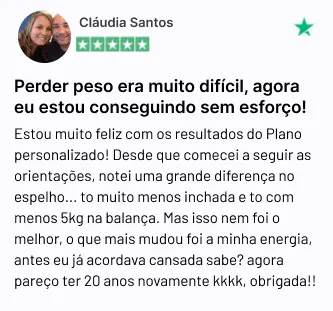 Cláudia Santos
Perder peso era muito difícil, agora
eu estou conseguindo sem esforço!
Estou muito feliz com os resultados do Plano
personalizado! Desde que comecei a seguir as
orientações, notei uma grande diferença no
espelho... to muito menos inchada e to com
menos 5kg na balança. Mas isso nem foi o
melhor, o que mais mudou foi a minha energia,
antes eu já acordava cansada sabe? agora
pareço ter 20 anos novamente kkkk, obrigada!!